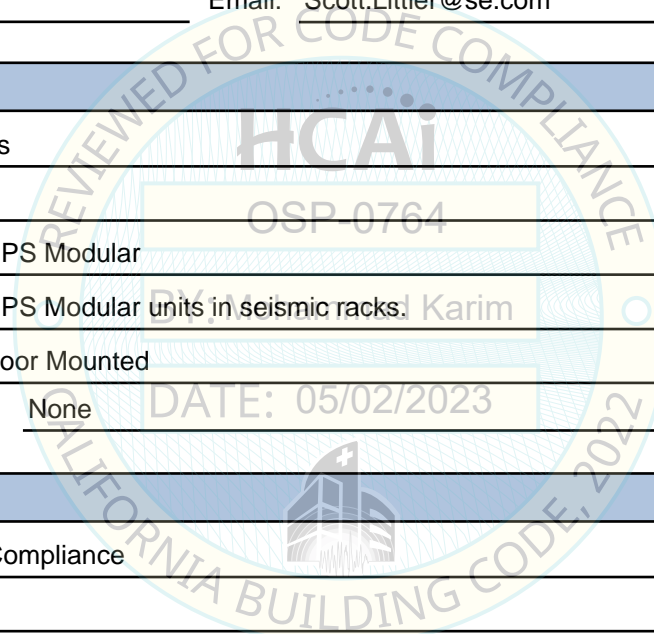 Email: Scott.Littler@se.com
REVIEWED FOR CODE COMPLIANCE
HCAi
s
OSP-0764
PS Modular
PS Modular units in seismic racks.
BY: Mohammad Karim
oor Mounted
None
DATE: 05/02/2023
Compliance
CALIFORNIA BUILDING CODE, 2022